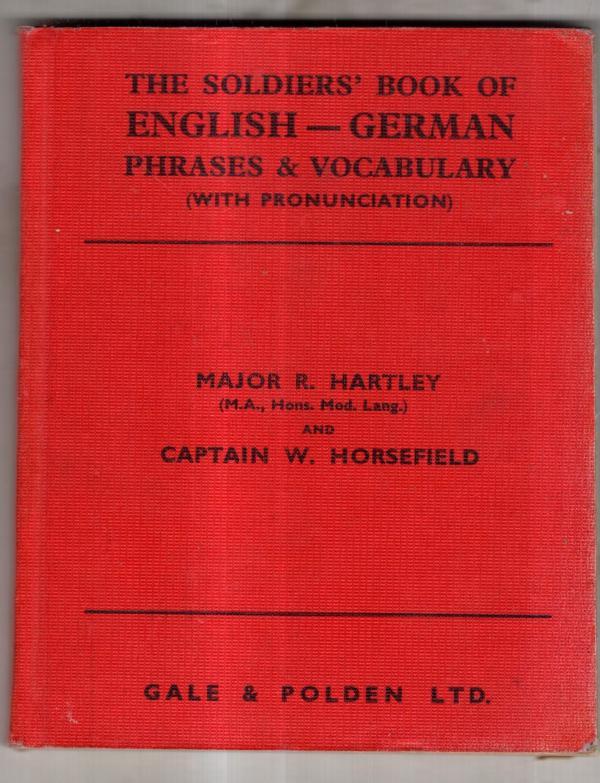 THE SOLDIERS' BOOK OF
ENGLISH — GERMAN
PHRASES & VOCABULARY
(WITH PRONUNCIATION)
MAJOR R. HARTLEY
(M.A., Hons. Mod. Lang.)
AND
CAPTAIN W. HORSEFIELD
GALE & POLDEN LTD.